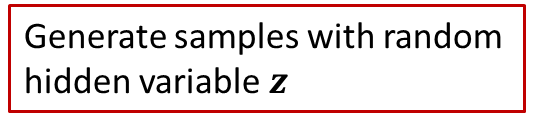 Generate samples with random
hidden variable z